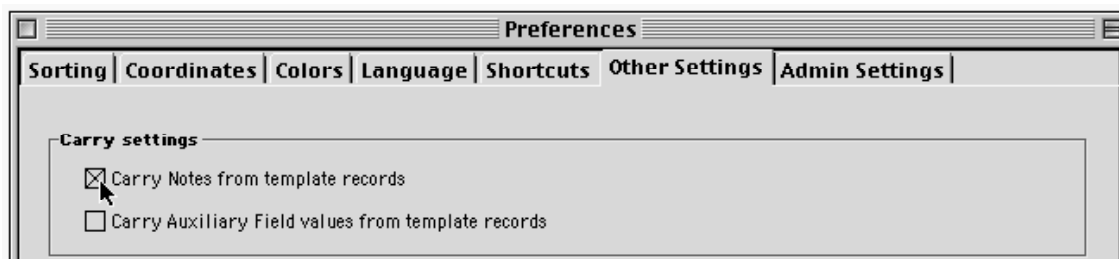 Preferences
Sorting Coordinates Colors Language Shortcuts Other Settings Admin Settings
Carry settings
Carry Notes from template records
Carry Auxiliary Field values from template records